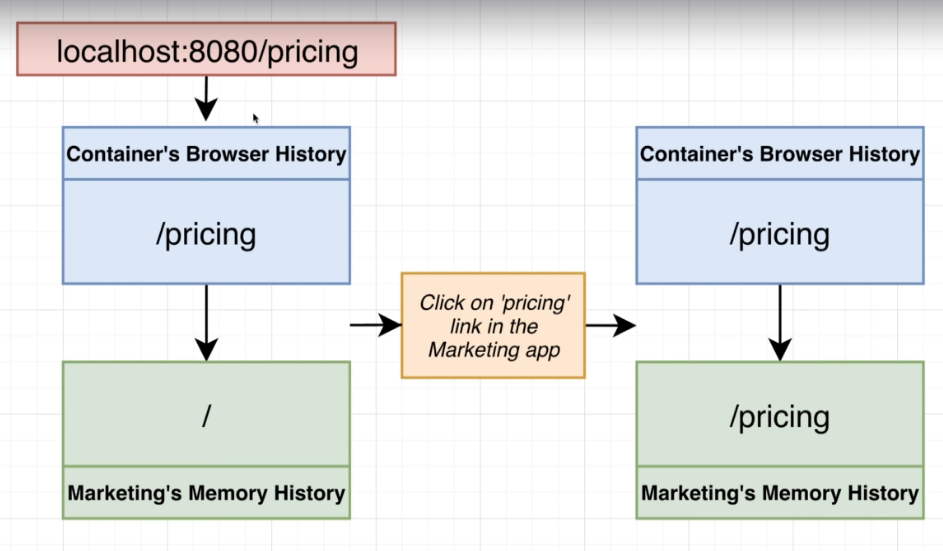 localhost:8080/pricing
Container's Browser History
/pricing
/
Marketing's Memory History
Click on 'pricing'
link in the
Marketing app
Container's Browser History
/pricing
/pricing
Marketing's Memory History